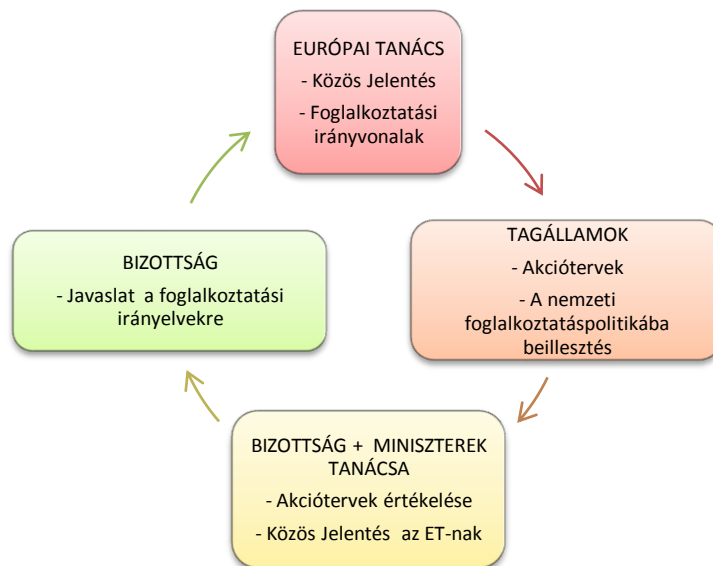 EURÓPAI TANÁCS
- Közös Jelentés
- Foglalkoztatási
irányvonalak
TAGÁLLAMOK
- Akciótervek
- A nemzeti
foglalkoztatáspolitikába
beillesztés
BIZOTTSÁG + MINISZTEREK
TANÁCSA
- Akciótervek értékelése
- Közös Jelentés az ET-nak
BIZOTTSÁG
- Javaslat a foglalkoztatási
irányelvekre